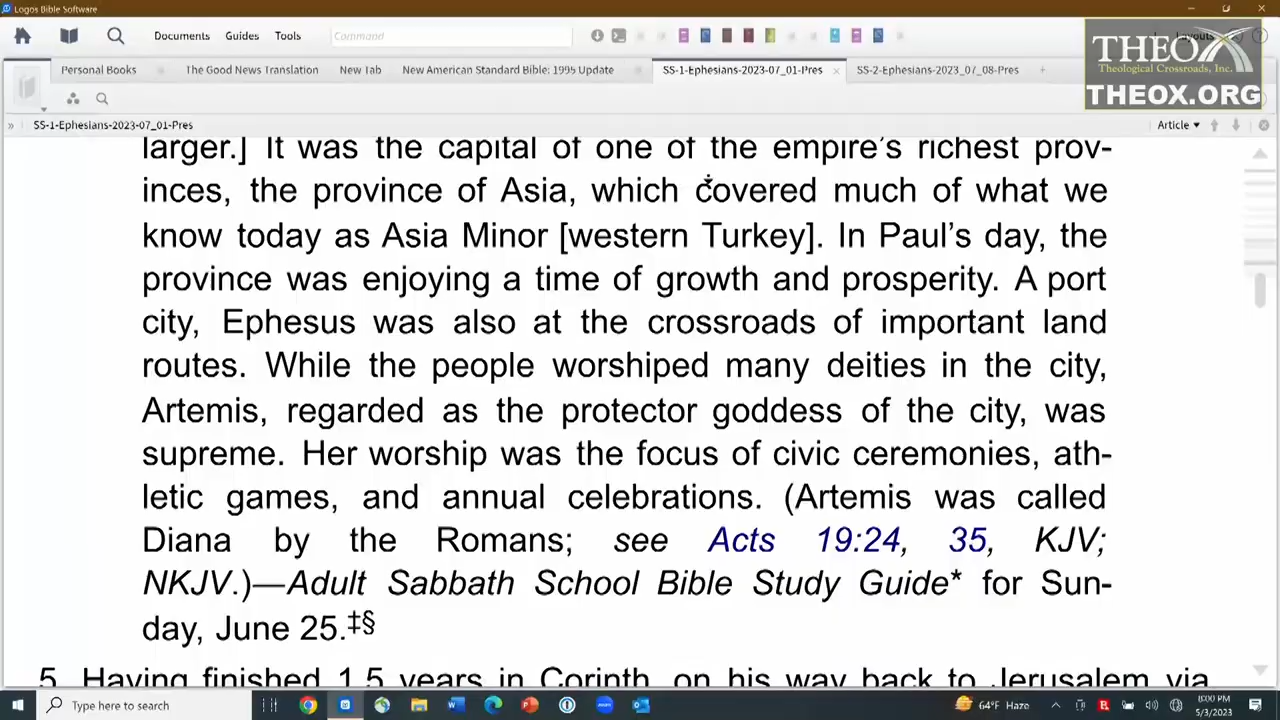 Logos Bible Software
Documents Guides Tools Command Layouts
THEOX
Theological Crossroads, Inc.
THEOX.ORG
Personal Books The Good News Translation New Tab SS-1-Ephesians-2023-07_01-Pres SS-2-Ephesians-2023_07_08-Pres
SS-1-Ephesians-2023-07_01-Pres Article
larger.] It was the capital of one of the empire's richest prov-
inces, the province of Asia, which covered much of what we
know today as Asia Minor [western Turkey]. In Paul's day, the
province was enjoying a time of growth and prosperity. A port
city, Ephesus was also at the crossroads of important land
routes. While the people worshiped many deities in the city,
Artemis, regarded as the protector goddess of the city, was
supreme. Her worship was the focus of civic ceremonies, ath-
letic games, and annual celebrations. (Artemis was called
Diana by the Romans; see Acts 19:24, 35, KJV;
NKJV.)—Adult Sabbath School Bible Study Guide* for Sun-
day, June 25.‡§
5. Having finished 1.5 years in Corinth, on his way back to Jerusalem via
Type here to search 64°F Haze 8:00 PM
5/3/2023